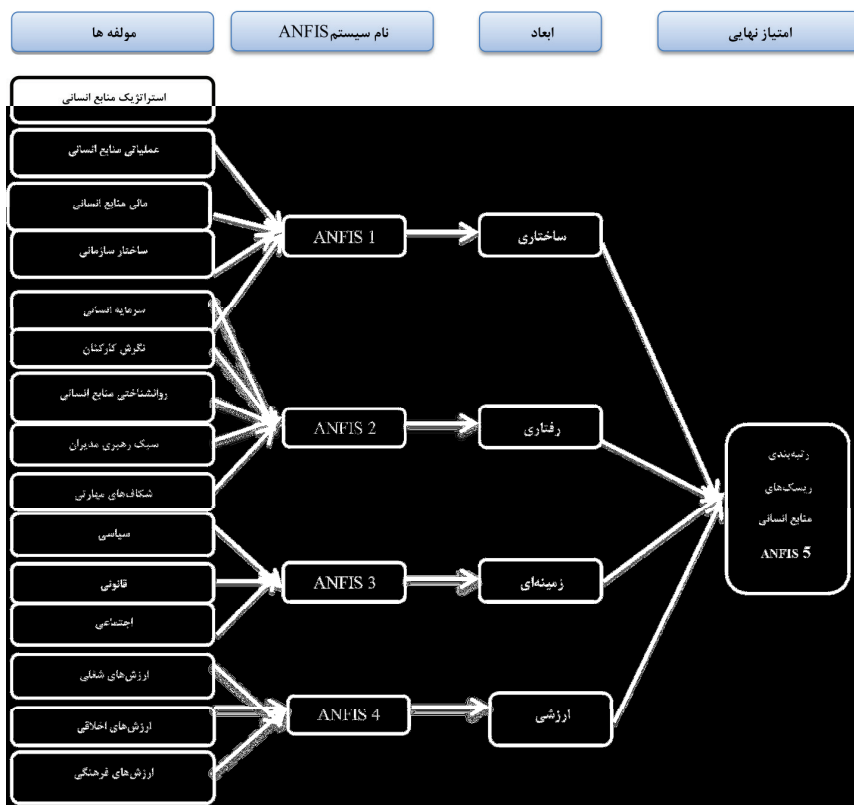 امتیاز نهایی
ابعاد
نام سیستم ANFIS
مولفه ها
استراتژیک منابع انسانی
عملیاتی منابع انسانی
مالی منابع انسانی
ساختار سازمانی
سرمایه انسانی
نگرش کارکنان
روانشناختی منابع انسانی
سبک رهبری مدیران
شکاف‌های مهارتی
سیاسی
قانونی
اجتماعی
ارزش‌های شغلی
ارزش‌های اخلاقی
ارزش‌های فرهنگی
ANFIS 1
ANFIS 2
ANFIS 3
ANFIS 4
ساختاری
رفتاری
زمینه‌ای
ارزشی
رتبه‌بندی
ریسک‌های
منابع انسانی
ANFIS 5